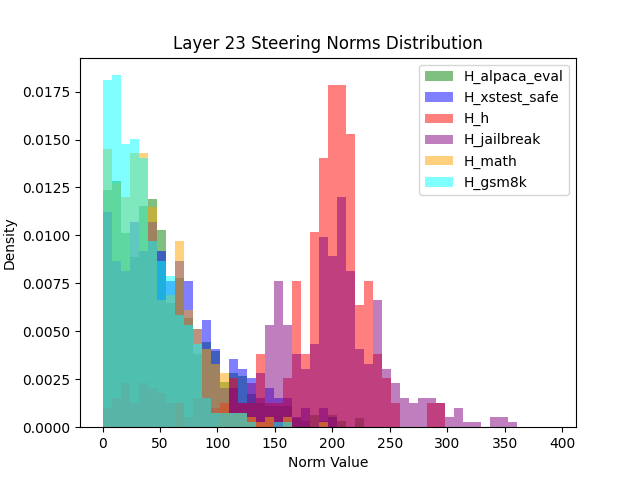 Layer 23 Steering Norms Distribution
H_alpaca_eval
H_xstest_safe
H_h
H_jailbreak
H_math
H_gsm8k
Density
0.0175
0.0150
0.0125
0.0100
0.0075
0.0050
0.0025
0.0000
0 50 100 150 200 250 300 350 400
Norm Value